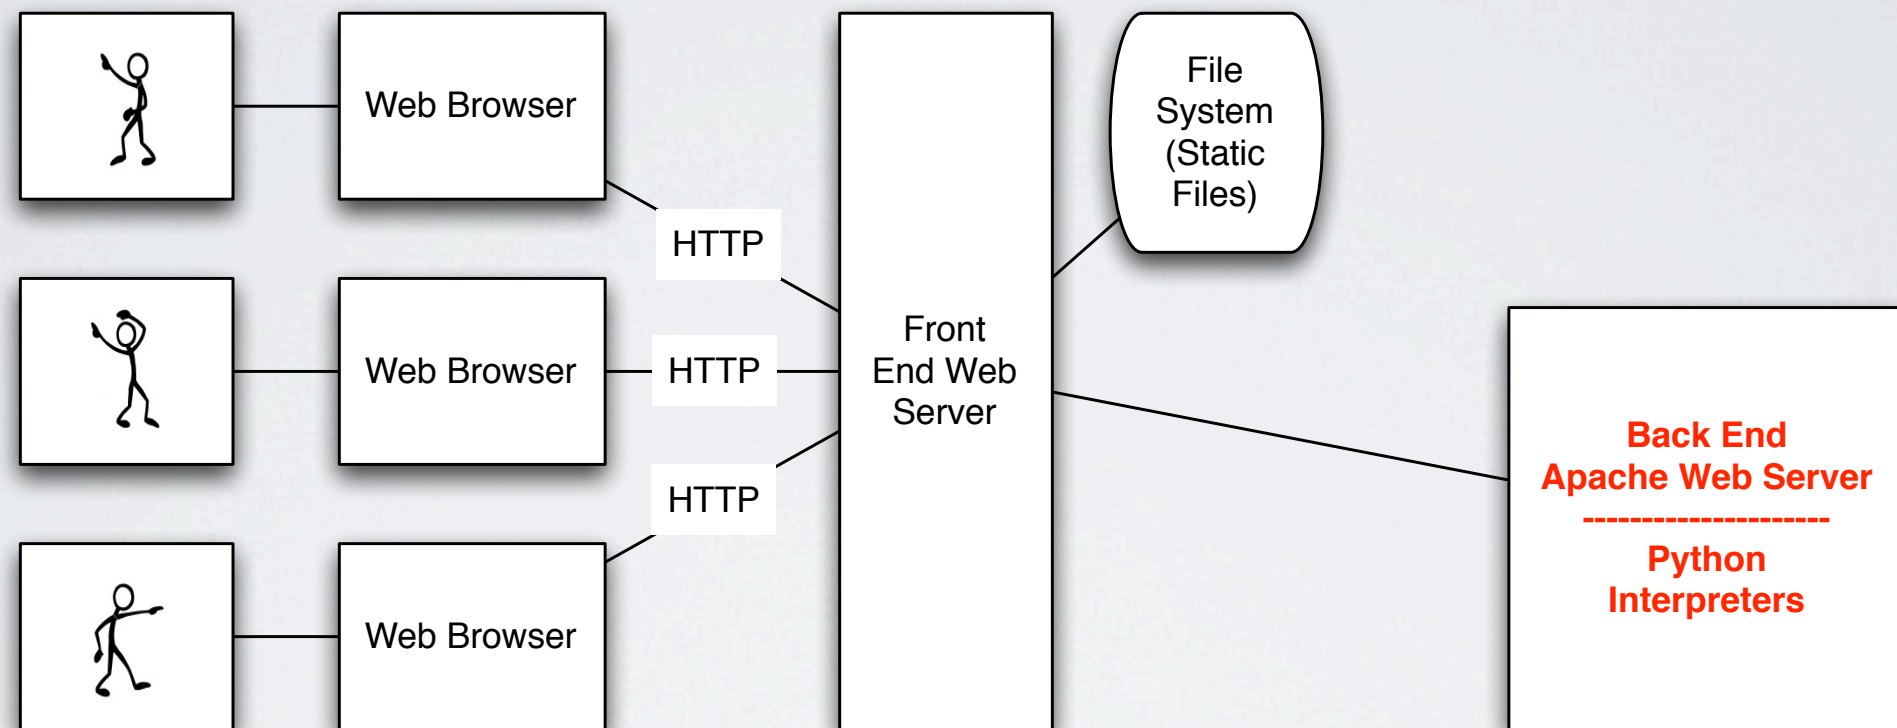 Web Browser
HTTP
Web Browser
HTTP
HTTP
Web Browser
Front
End Web
Server
File
System
(Static
Files)
Back End
Apache Web Server
---------------------
Python
Interpreters